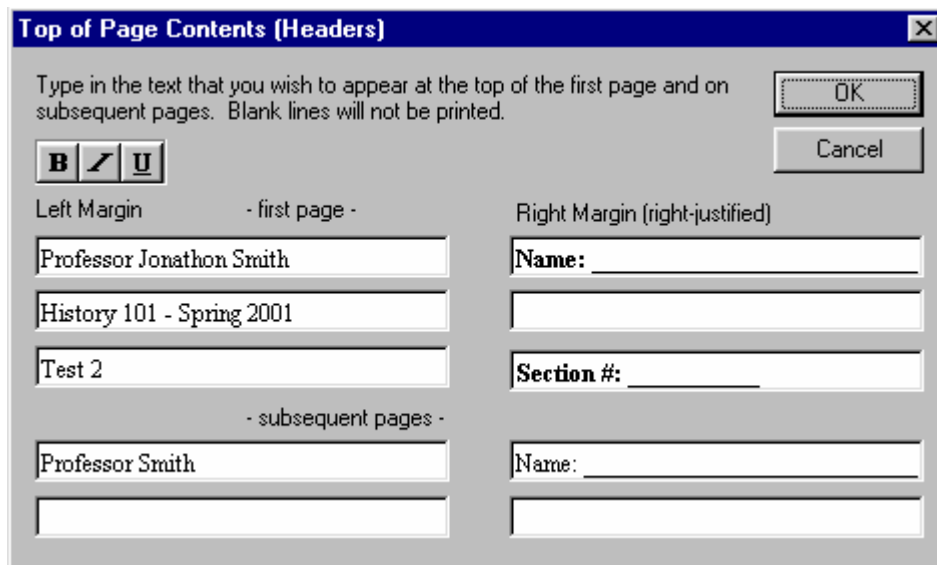 Top of Page Contents (Headers)
Type in the text that you wish to appear at the top of the first page and on
subsequent pages.  Blank lines will not be printed.
OK
Cancel
B I U
Left Margin - first page - Right Margin (right-justified)
Professor Jonathon Smith Name: _________________________
History 101 - Spring 2001
Test 2 Section #: __________
- subsequent pages -
Professor Smith Name: __________________________